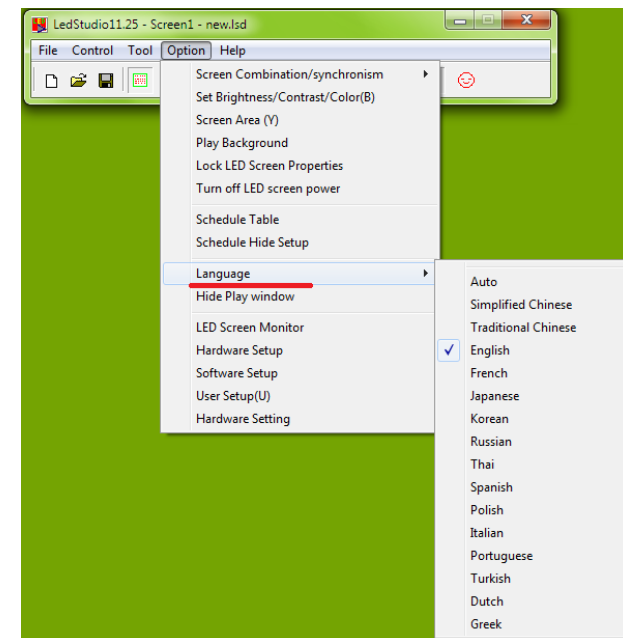 LedStudio11.25 - Screen1 - new.lsd
File Control Tool Option Help
Screen Combination/synchronism
Set Brightness/Contrast/Color(B)
Screen Area (Y)
Play Background
Lock LED Screen Properties
Turn off LED screen power
Schedule Table
Schedule Hide Setup
Language
Hide Play window
LED Screen Monitor
Hardware Setup
Software Setup
User Setup(U)
Hardware Setting
Auto
Simplified Chinese
Traditional Chinese
English
French
Japanese
Korean
Russian
Thai
Spanish
Polish
Italian
Portuguese
Turkish
Dutch
Greek